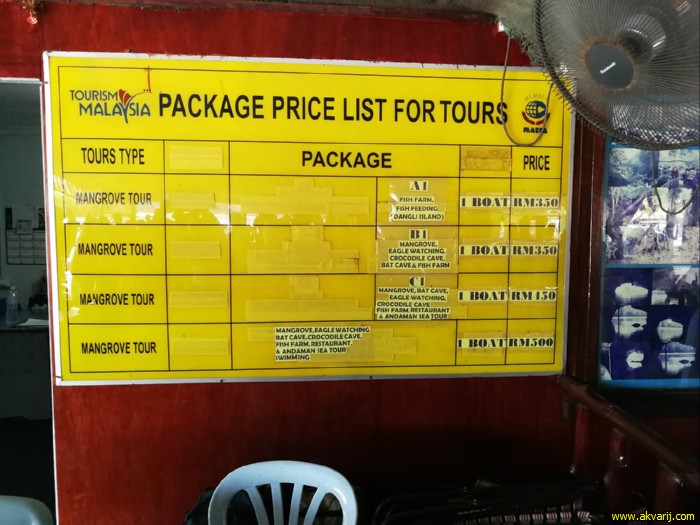 TOURISM
MALAYSIA
PACKAGE PRICE LIST FOR TOURS
MATTA
TOURS TYPE PACKAGE PRICE
MANGROVE TOUR
A1
FISH FARM,
FISH FEEDING
(DANGLI ISLAND)
1 BOAT RM350
MANGROVE TOUR
B1
MANGROVE,
EAGLE WATCHING,
CROCODILE CAVE,
BAT CAVE & FISH FARM
1 BOAT RM350
MANGROVE TOUR
C1
MANGROVE, BAT CAVE,
EAGLE WATCHING,
CROCODILE CAVE
FISH FARM, RESTAURANT
& ANDAMAN SEA TOUR
1 BOAT RM450
MANGROVE TOUR
MANGROVE,EAGLE WATCHING
BAT CAVE,CROCODILE CAVE,
FISH FARM, RESTAURANT,
& ANDAMAN SEA TOUR
SWIMMING
1 BOAT RM500
www.akvarij.com